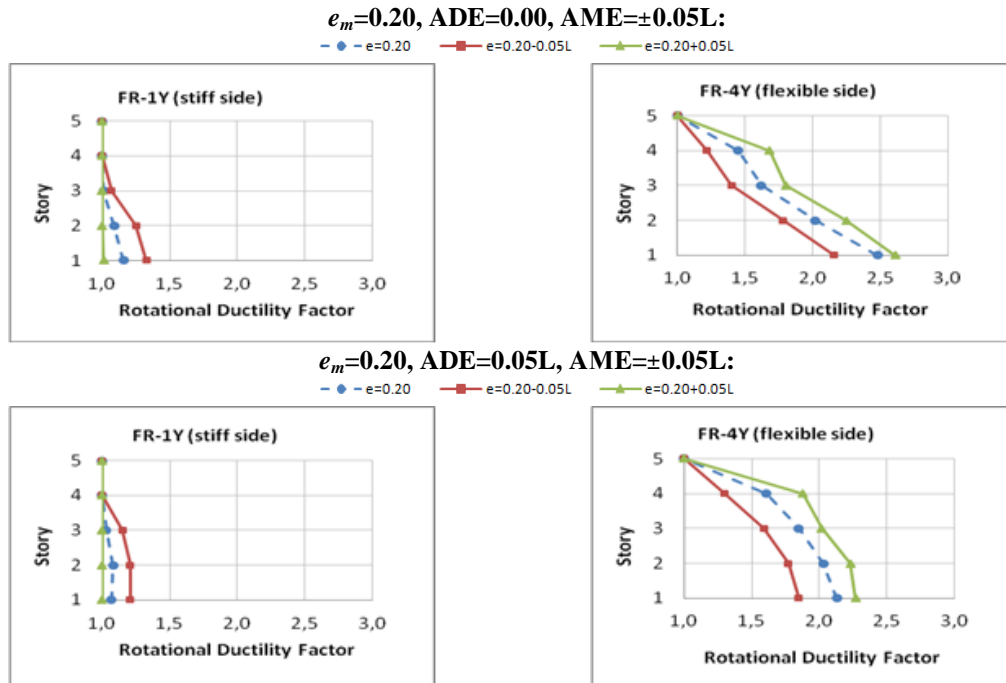 e_m=0.20, ADE=0.00, AME=±0.05L:
e=0.20 e=0.20-0.05L e=0.20+0.05L
FR-1Y (stiff side)
5
4
3
2
1
Story
1,0 1,5 2,0 2,5 3,0
Rotational Ductility Factor
FR-4Y (flexible side)
5
4
3
2
1
Story
1,0 1,5 2,0 2,5 3,0
Rotational Ductility Factor
e_m=0.20, ADE=0.05L, AME=±0.05L:
e=0.20 e=0.20-0.05L e=0.20+0.05L
FR-1Y (stiff side)
5
4
3
2
1
Story
1,0 1,5 2,0 2,5 3,0
Rotational Ductility Factor
FR-4Y (flexible side)
5
4
3
2
1
Story
1,0 1,5 2,0 2,5 3,0
Rotational Ductility Factor